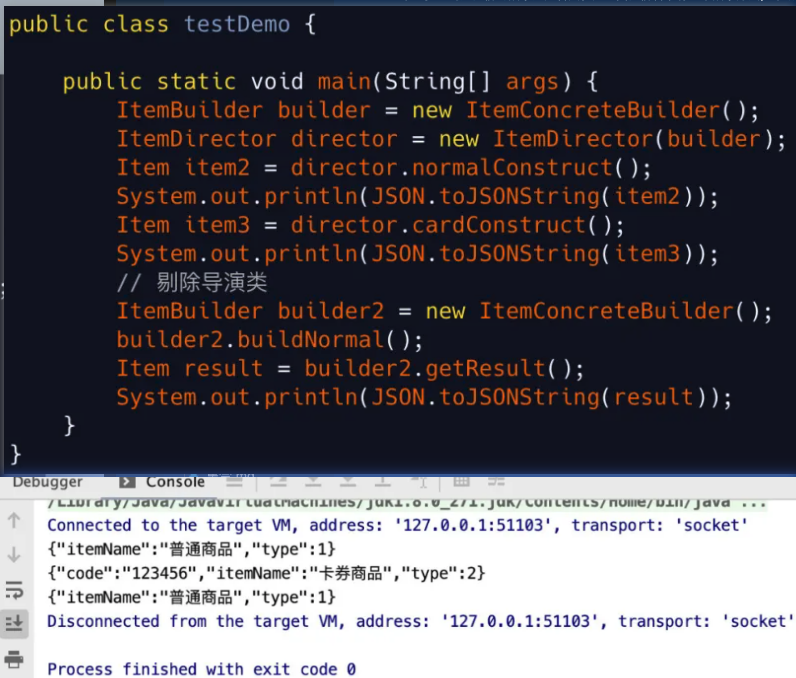 public class testDemo {
public static void main(String[] args) {
ItemBuilder builder = new ItemConcreteBuilder();
ItemDirector director = new ItemDirector(builder);
Item item2 = director.normalConstruct();
System.out.println(JSON.toJSONString(item2));
Item item3 = director.cardConstruct();
System.out.println(JSON.toJSONString(item3));
// 剔除导演类
ItemBuilder builder2 = new ItemConcreteBuilder();
builder2.buildNormal();
Item result = builder2.getResult();
System.out.println(JSON.toJSONString(result));
}
}
Debugger Console
/Library/Java/JavaVirtualMachines/jdk1.8.0_271.jdk/Contents/Home/bin/java ...
Connected to the target VM, address: '127.0.0.1:51103', transport: 'socket'
{"itemName":"普通商品","type":1}
{"code":"123456","itemName":"卡券商品","type":2}
{"itemName":"普通商品","type":1}
Disconnected from the target VM, address: '127.0.0.1:51103', transport: 'socket'
Process finished with exit code 0